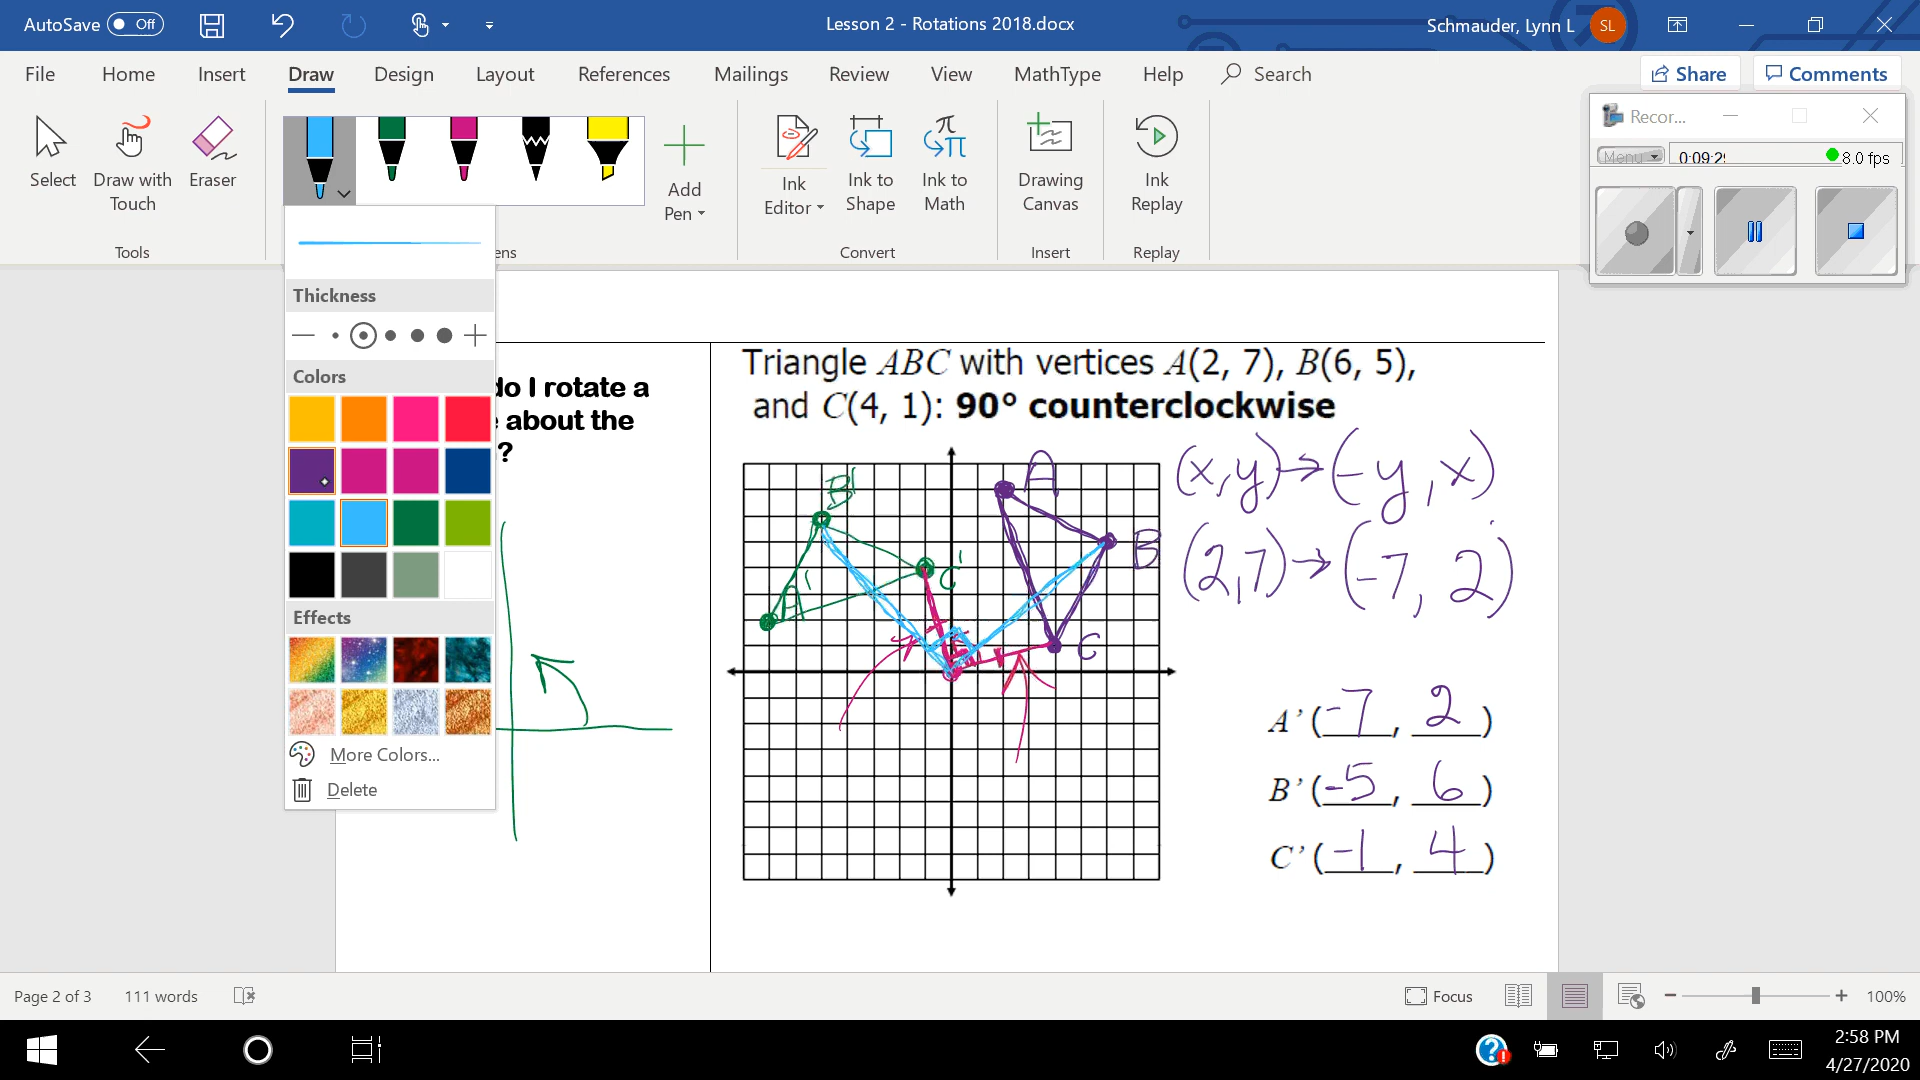 AutoSave Off
Lesson 2 - Rotations 2018.docx
Schmauder, Lynn L SL
File Home Insert Draw Design Layout References Mailings Review View MathType Help Search
Share Comments
Select
Draw with
Touch
Eraser
Add
Pen
Ink
Editor
Ink to
Shape
Ink to
Math
Drawing
Canvas
Ink
Replay
Tools
ens
Convert
Insert
Replay
Recor...
Menu
0:09:2
8.0 fps
Thickness
Colors
Effects
More Colors...
Delete
do I rotate a
about the
?
Triangle ABC with vertices A(2, 7), B(6, 5),
and C(4, 1): 90° counterclockwise
(x,y)→(-y,x)
(2,7)→(-7, 2)
A
B
C
A'
B'
C'
A’(-7, 2)
B’(-5, 6)
C’(-1, 4)
Page 2 of 3 111 words
Focus
100%
2:58 PM
4/27/2020